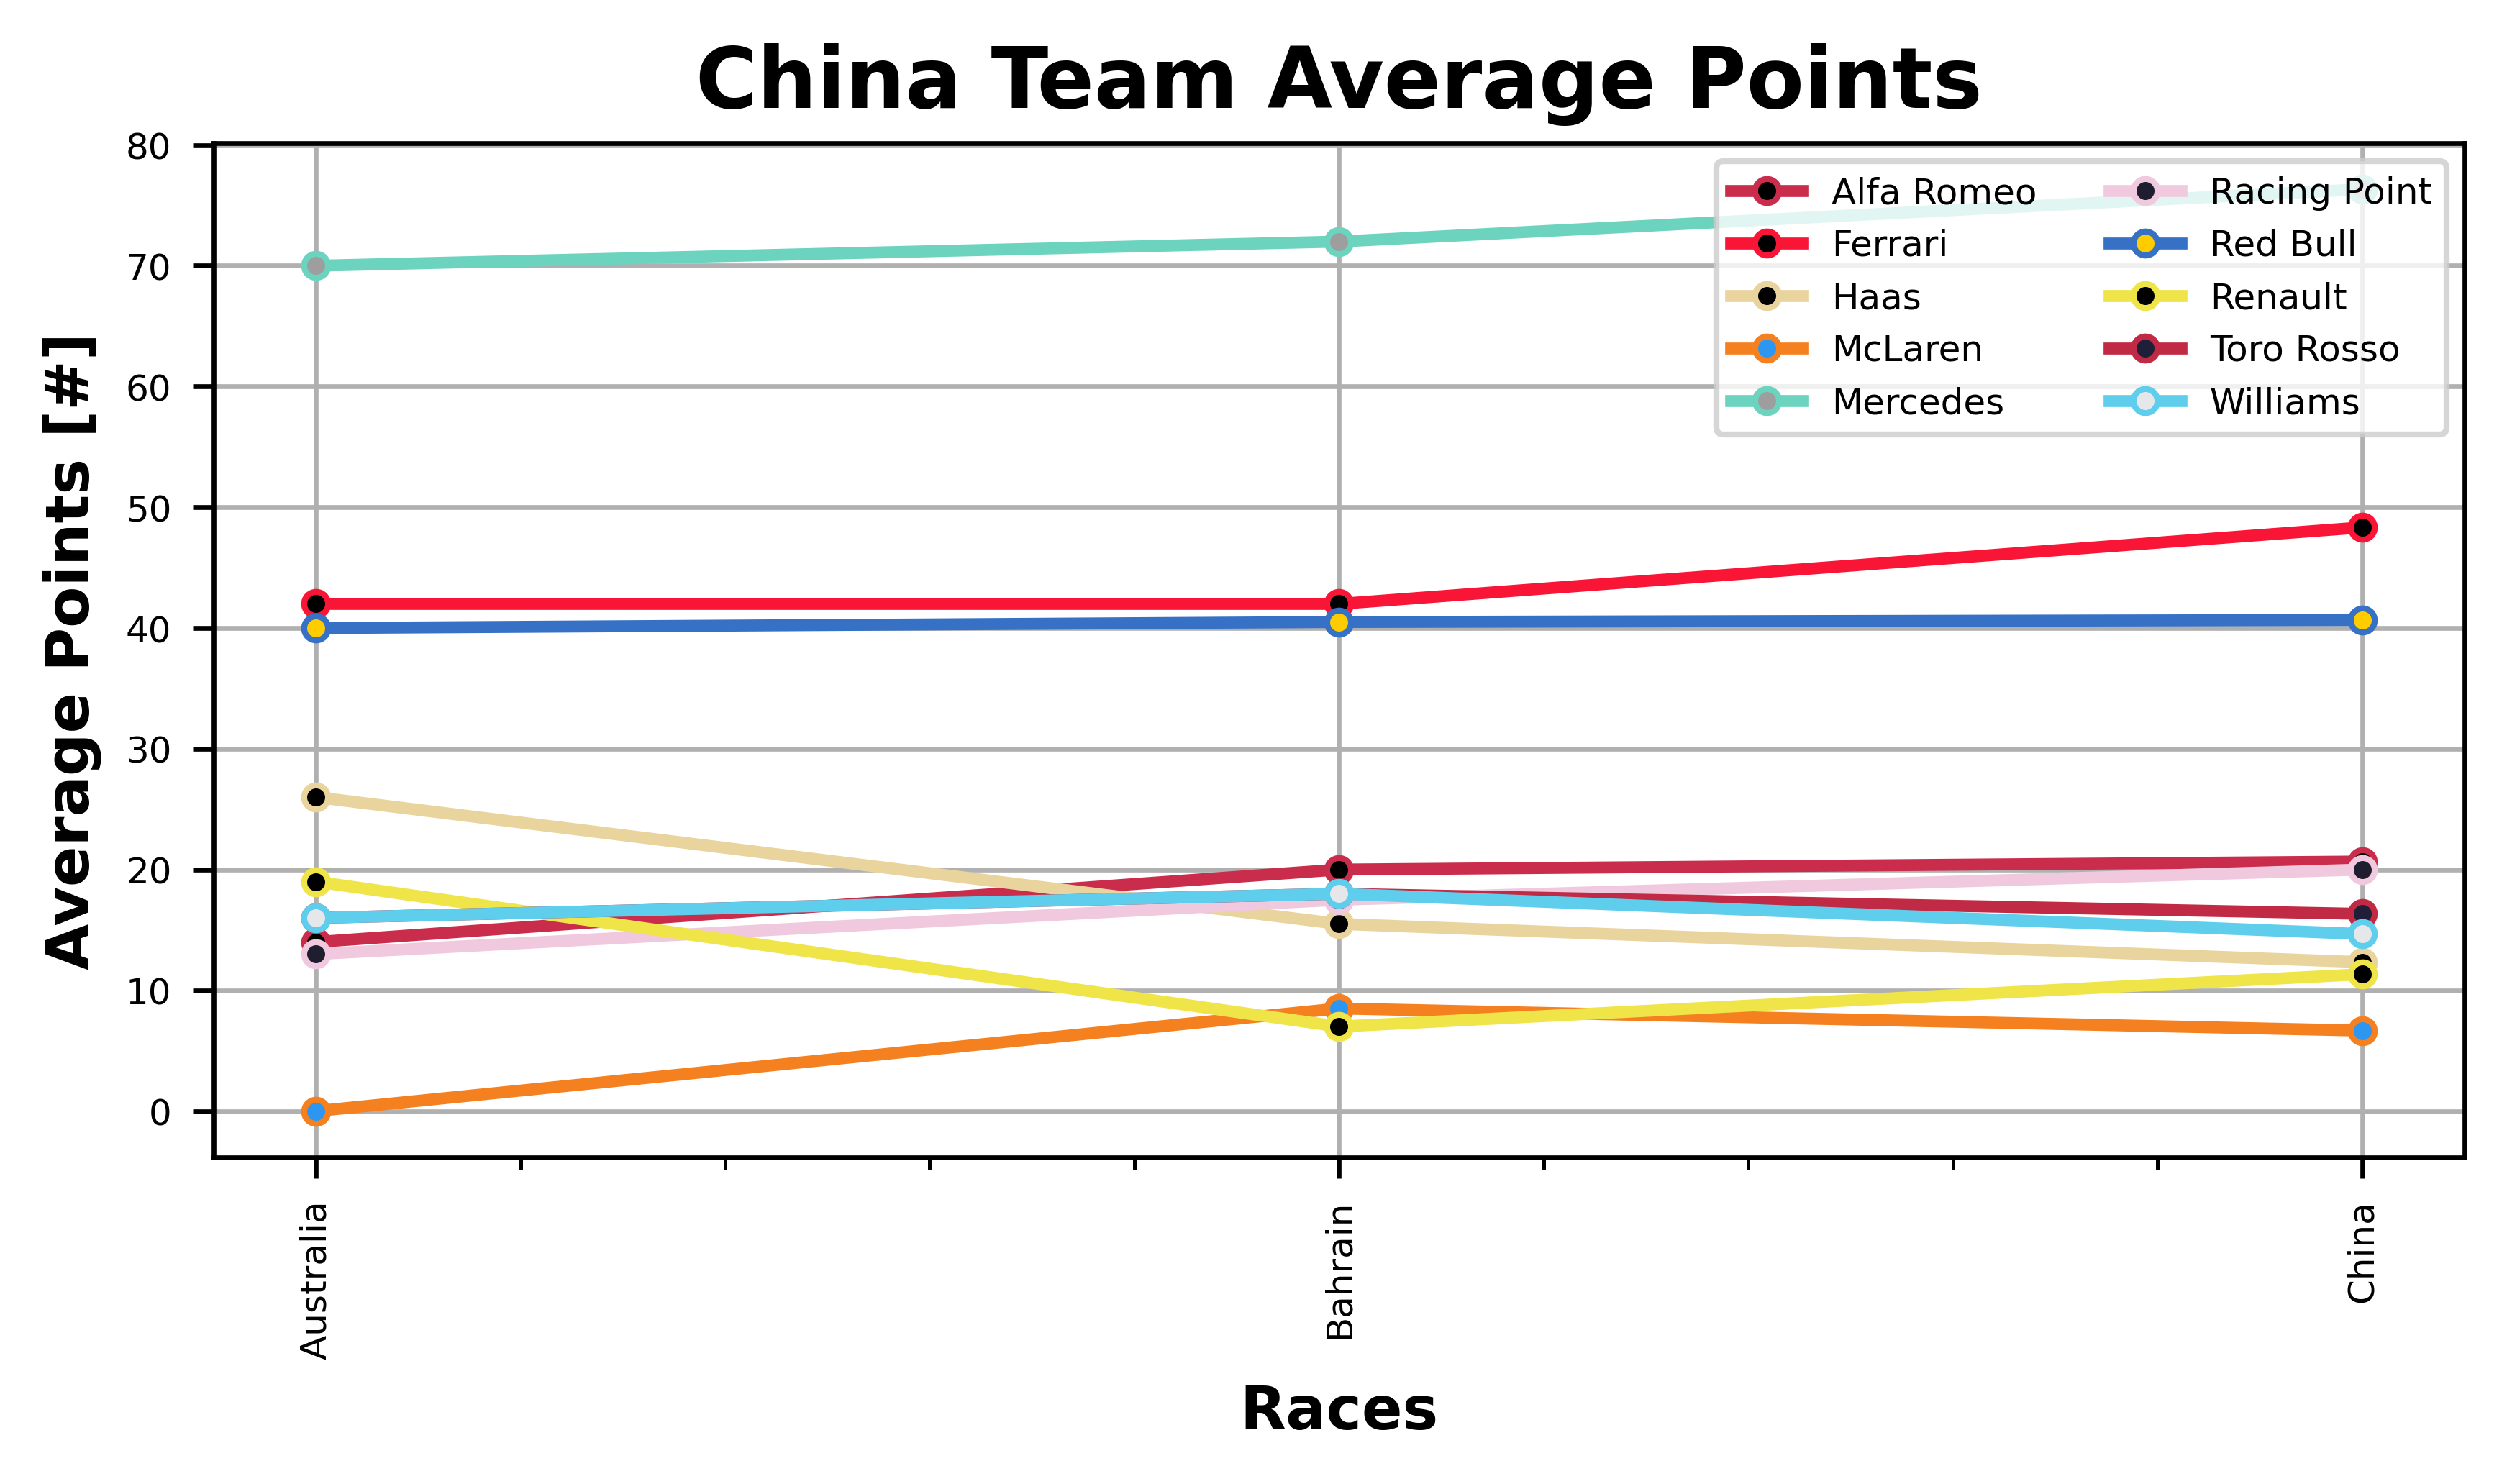 China Team Average Points
Average Points [#]
80
70
60
50
40
30
20
10
0
Alfa Romeo
Ferrari
Haas
McLaren
Mercedes
Racing Point
Red Bull
Renault
Toro Rosso
Williams
Australia
Bahrain
China
Races